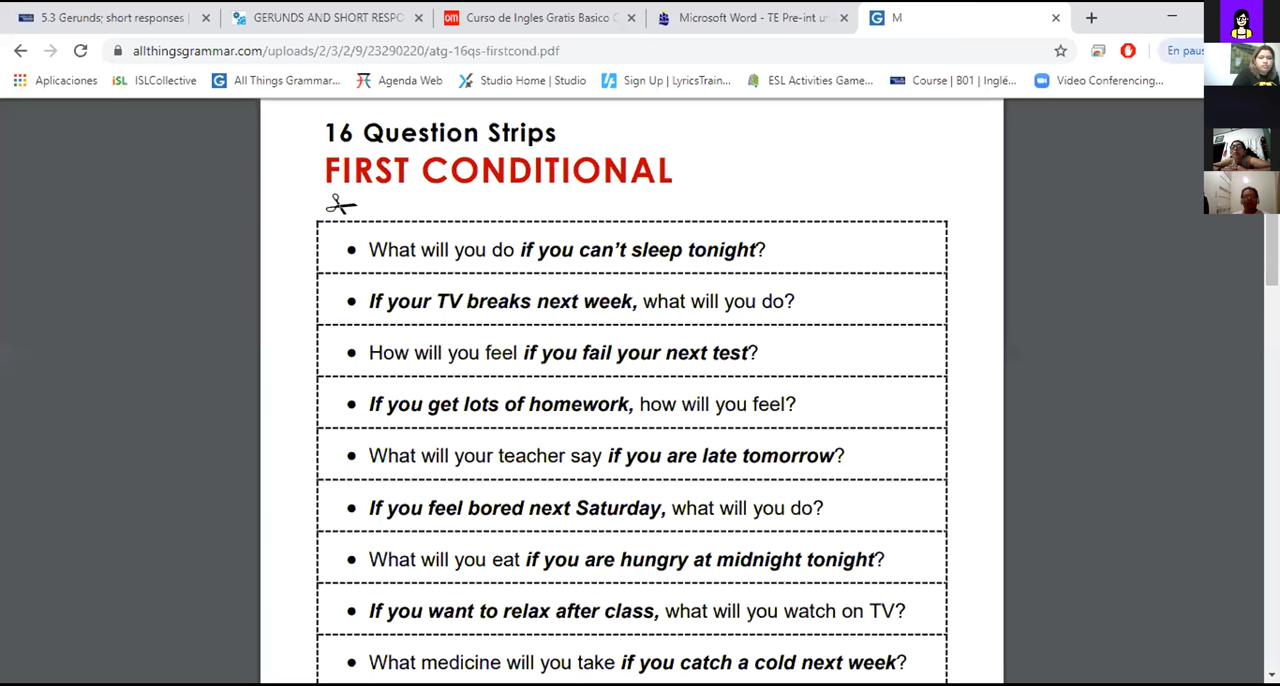 5.3 Gerunds; short responses
GERUNDS AND SHORT RESPO
om Curso de Ingles Gratis Basico
Microsoft Word - TE Pre-int u
G M
allthingsgrammar.com/uploads/2/3/2/9/23290220/atg-16qs-firstcond.pdf
En paus
Aplicaciones
iSL ISLCollective
G All Things Grammar...
Agenda Web
Studio Home | Studio
Sign Up | LyricsTrain...
ESL Activities Game...
Course | B01 | Inglé...
Video Conferencing...
16 Question Strips
FIRST CONDITIONAL
• What will you do if you can’t sleep tonight?
• If your TV breaks next week, what will you do?
• How will you feel if you fail your next test?
• If you get lots of homework, how will you feel?
• What will your teacher say if you are late tomorrow?
• If you feel bored next Saturday, what will you do?
• What will you eat if you are hungry at midnight tonight?
• If you want to relax after class, what will you watch on TV?
• What medicine will you take if you catch a cold next week?